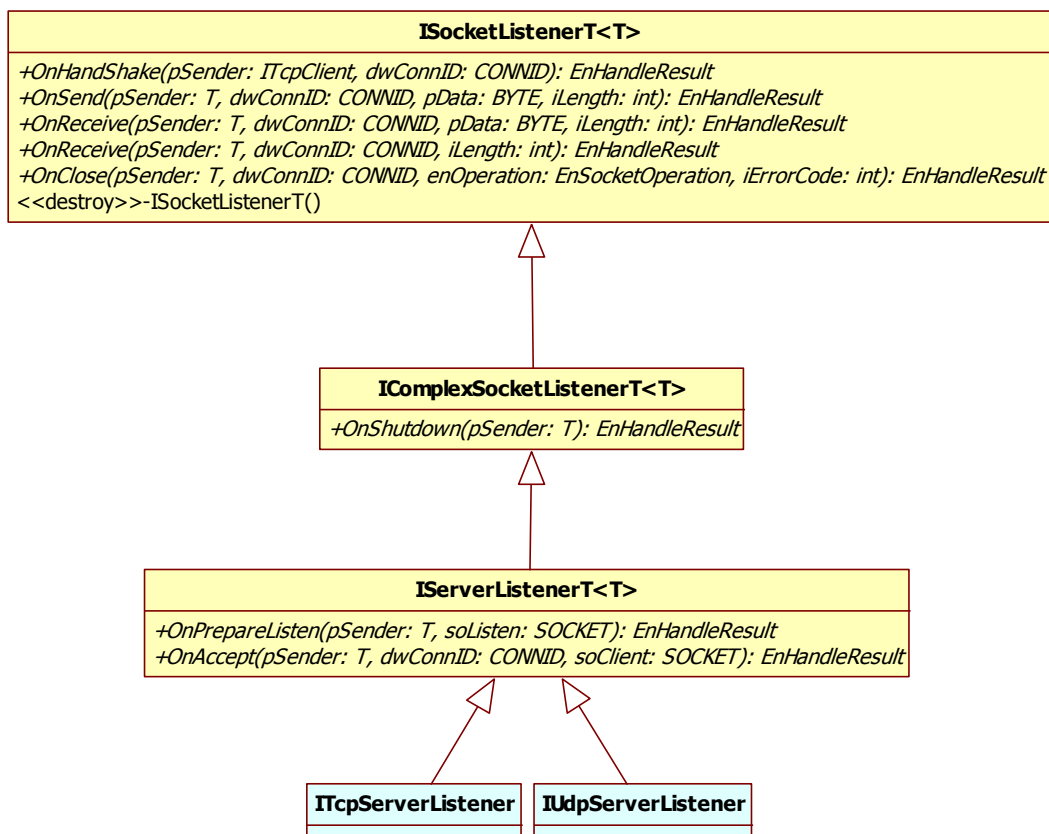 ISocketListenerT<T>
+OnHandShake(pSender: ITcpClient, dwConnID: CONNID): EnHandleResult
+OnSend(pSender: T, dwConnID: CONNID, pData: BYTE, iLength: int): EnHandleResult
+OnReceive(pSender: T, dwConnID: CONNID, pData: BYTE, iLength: int): EnHandleResult
+OnReceive(pSender: T, dwConnID: CONNID, iLength: int): EnHandleResult
+OnClose(pSender: T, dwConnID: CONNID, enOperation: EnSocketOperation, iErrorCode: int): EnHandleResult
<<destroy>>-ISocketListenerT()
IComplexSocketListenerT<T>
+OnShutdown(pSender: T): EnHandleResult
IServerListenerT<T>
+OnPrepareListen(pSender: T, soListen: SOCKET): EnHandleResult
+OnAccept(pSender: T, dwConnID: CONNID, soClient: SOCKET): EnHandleResult
ITcpServerListener IUdpServerListener